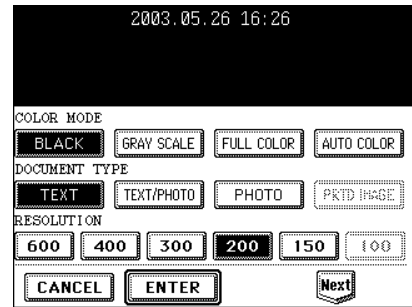 2003.05.26 16:26
COLOR MODE
BLACK GRAY SCALE FULL COLOR AUTO COLOR
DOCUMENT TYPE
TEXT TEXT/PHOTO PHOTO PRTD IMAGE
RESOLUTION
600 400 300 200 150 100
CANCEL ENTER Next